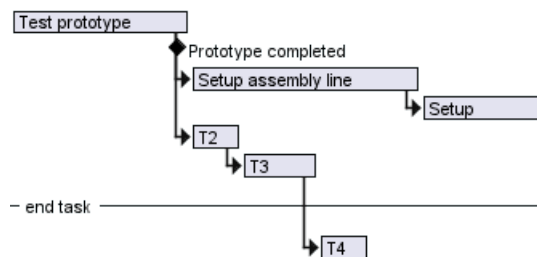 Test prototype
Prototype completed
Setup assembly line
Setup
T2
T3
end task
T4